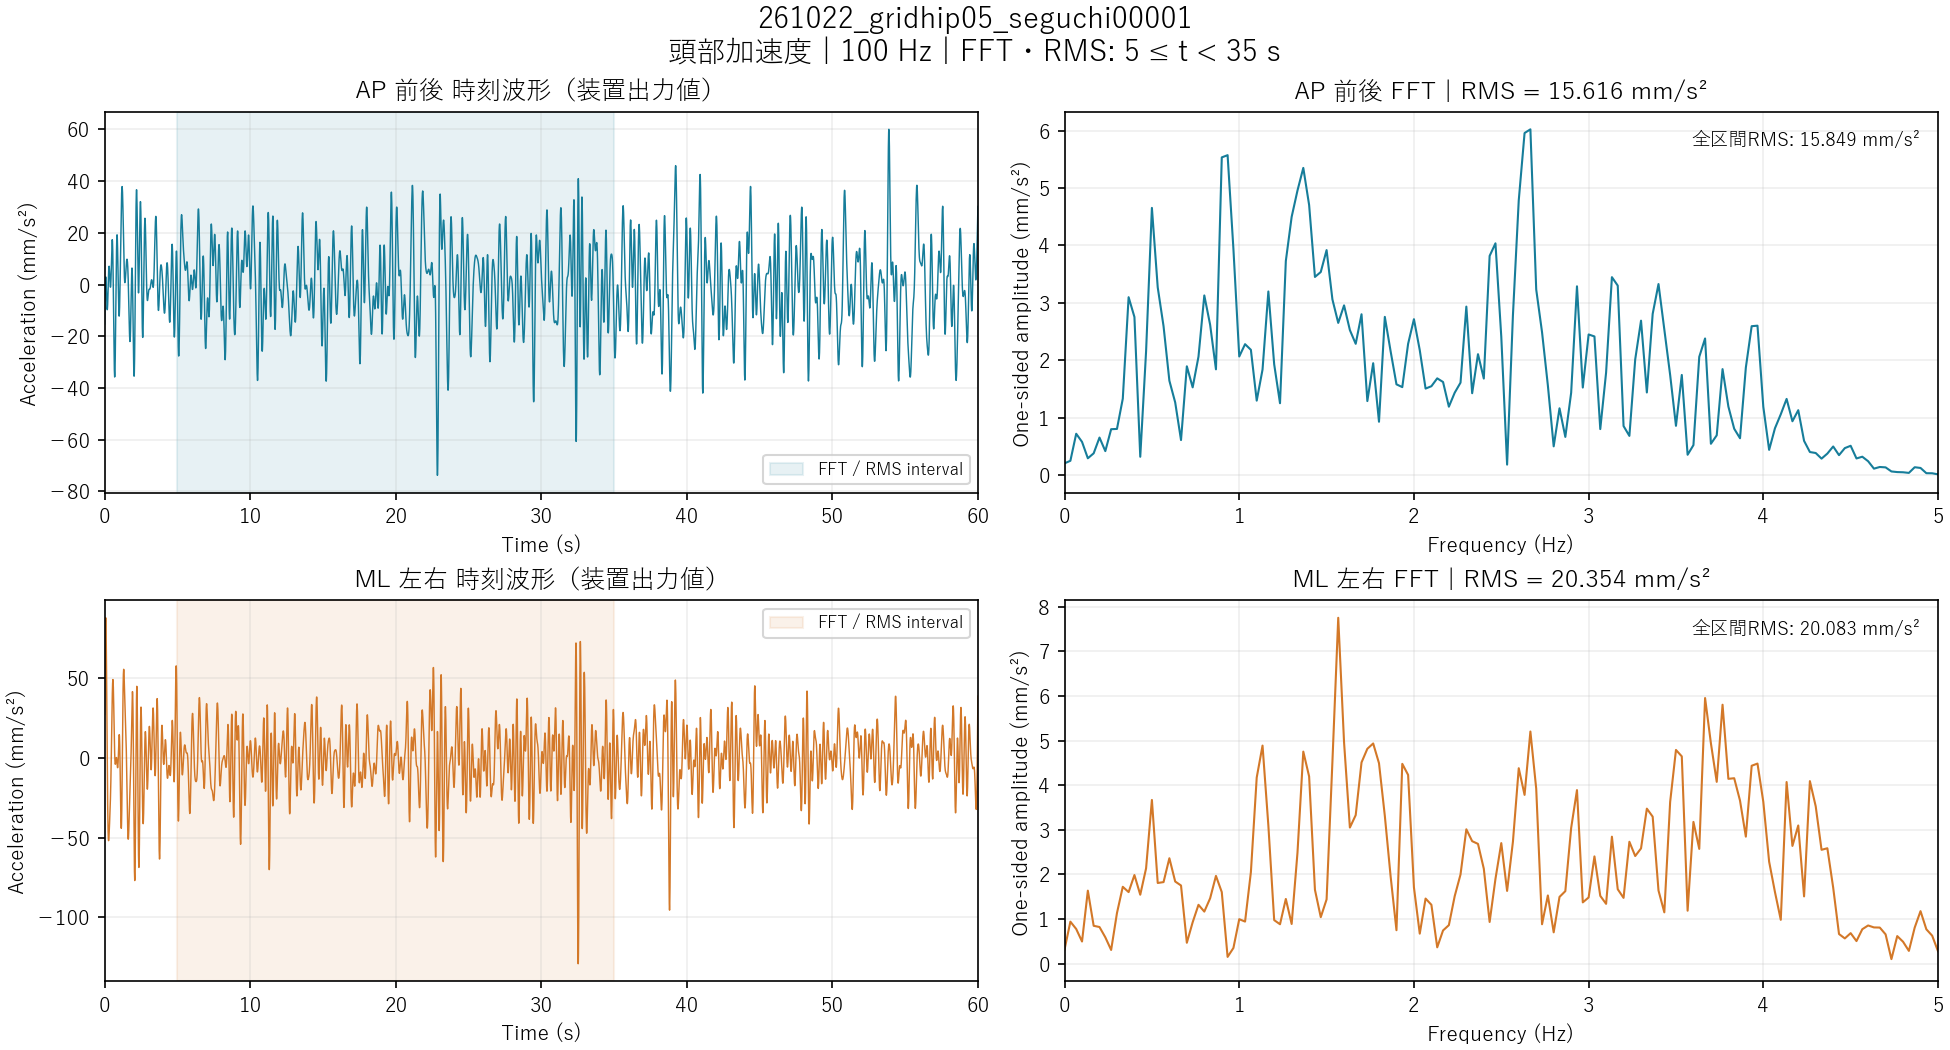 261022_gridhip05_seguchi00001
頭部加速度 | 100 Hz | FFT・RMS: 5 ≤ t < 35 s
AP 前後 時刻波形（装置出力値）
60
40
20
0
−20
−40
−60
−80
Acceleration (mm/s²)
FFT / RMS interval
0 10 20 30 40 50 60
Time (s)
AP 前後 FFT | RMS = 15.616 mm/s²
全区間RMS: 15.849 mm/s²
6
5
4
3
2
1
0
One-sided amplitude (mm/s²)
0 1 2 3 4 5
Frequency (Hz)
ML 左右 時刻波形（装置出力値）
FFT / RMS interval
50
0
−50
−100
Acceleration (mm/s²)
0 10 20 30 40 50 60
Time (s)
ML 左右 FFT | RMS = 20.354 mm/s²
全区間RMS: 20.083 mm/s²
8
7
6
5
4
3
2
1
0
One-sided amplitude (mm/s²)
0 1 2 3 4 5
Frequency (Hz)